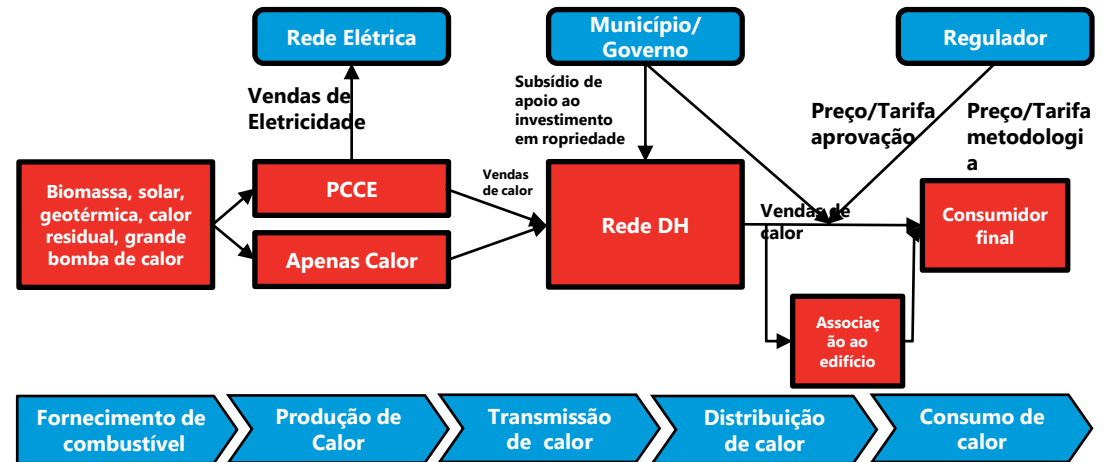 Rede Elétrica
Município/
Governo
Regulador
Vendas de
Eletricidade
Subsídio de
apoio ao
investimento
em ropriedade
Preço/Tarifa
aprovação
Preço/Tarifa
metodologi
a
Biomassa, solar,
geotérmica, calor
residual, grande
bomba de calor
PCCE
Apenas Calor
Vendas
de calor
Rede DH
Vendas de
calor
Consumidor
final
Associaç
ão ao
edifício
Fornecimento de
combustível
Produção de
Calor
Transmissão
de calor
Distribuição
de calor
Consumo de
calor